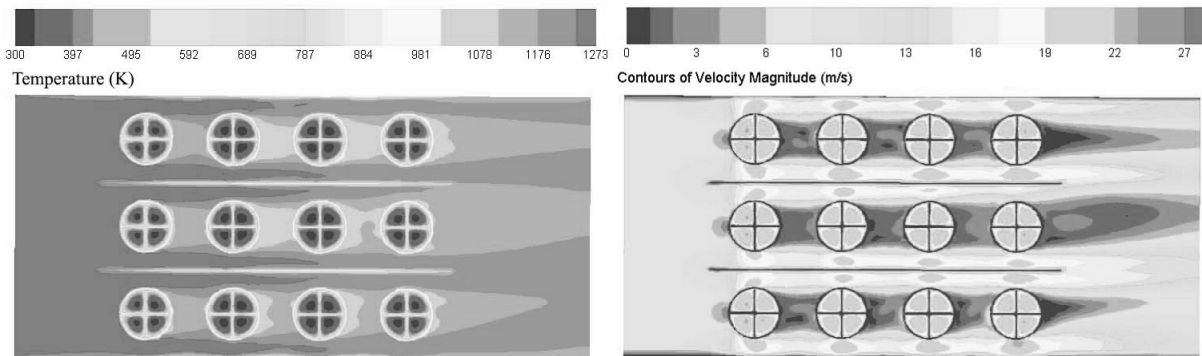 300 397 495 592 689 787 884 981 1078 1176 1273
Temperature (K)
0 3 6 10 13 16 19 22 27
Contours of Velocity Magnitude (m/s)